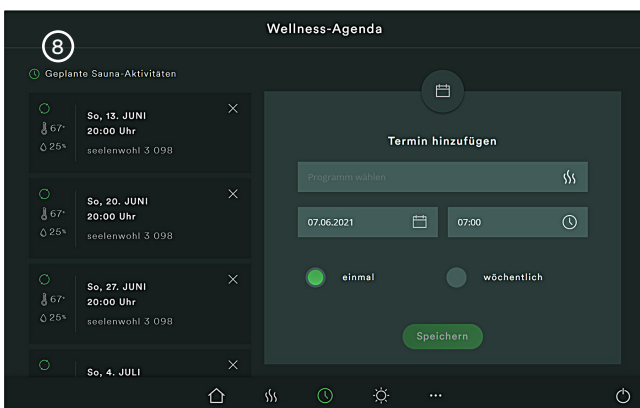 Wellness-Agenda
8
Geplante Sauna-Aktivitäten
So, 13. JUNI
67°
20:00 Uhr
25%
seelenwohl 3 098
So, 20. JUNI
67°
20:00 Uhr
25%
seelenwohl 3 098
So, 27. JUNI
67°
20:00 Uhr
25%
seelenwohl 3 098
So, 4. JULI
Termin hinzufügen
Programm wählen
07.06.2021
07:00
einmal
wöchentlich
Speichern